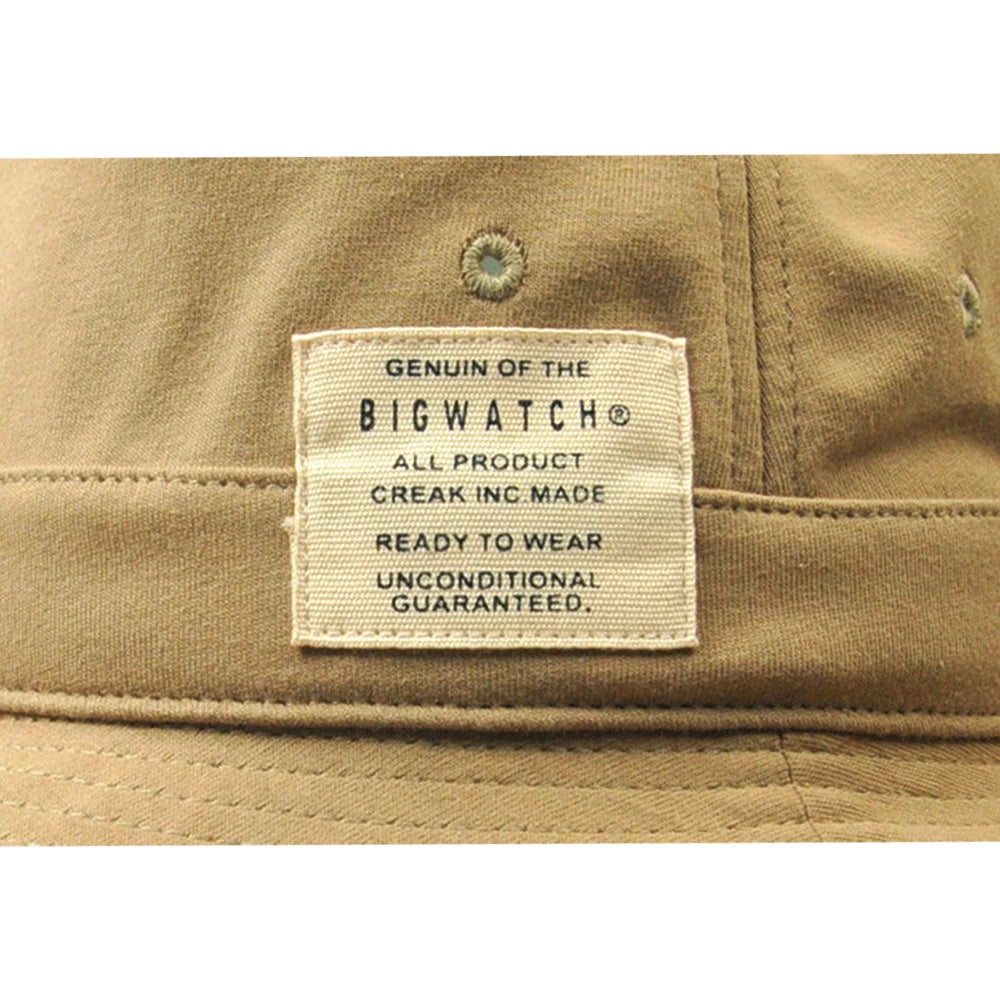 GENUIN OF THE
BIGWATCH®
ALL PRODUCT
CREAK INC MADE
READY TO WEAR
UNCONDITIONAL
GUARANTEED.